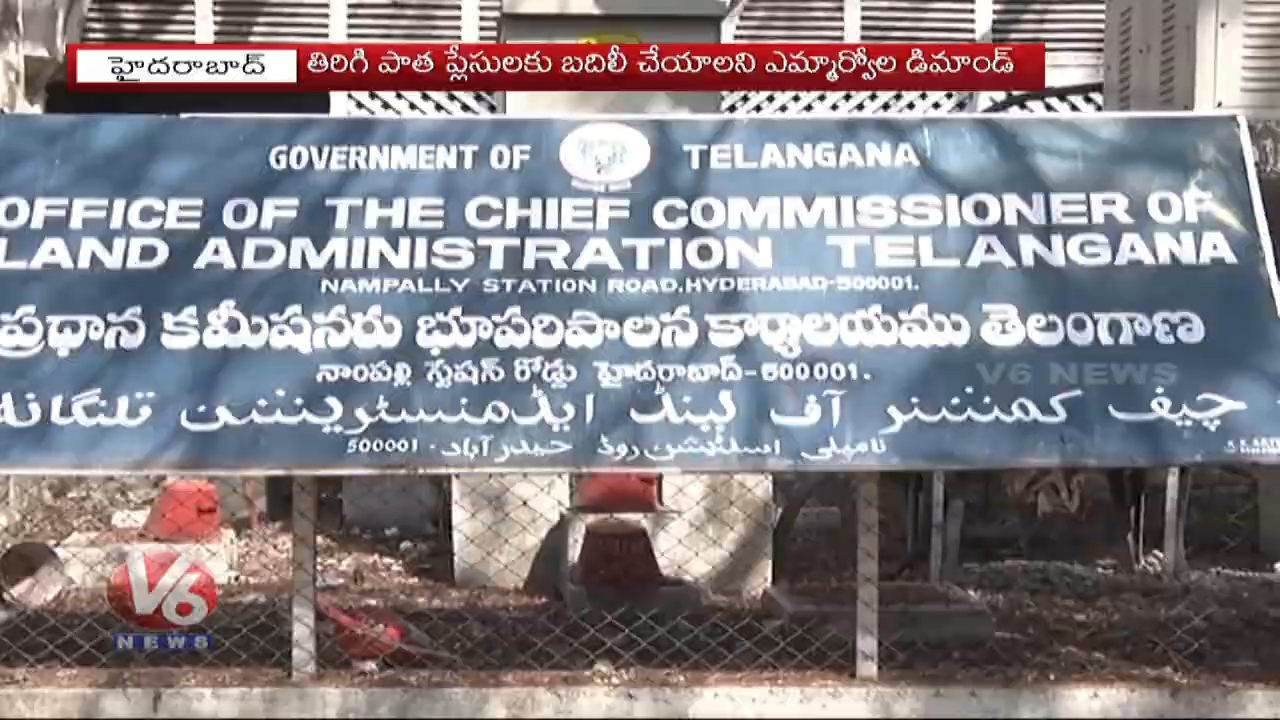 హైదరాబాద్ తిరిగి పాత ప్లేసులకు బదిలీ చేయాలని ఎమ్మార్వోల డిమాండ్
GOVERNMENT OF TELANGANA
OFFICE OF THE CHIEF COMMISSIONER OF
LAND ADMINISTRATION TELANGANA
NAMPALLY STATION ROAD, HYDERABAD-500001.
ప్రధాన కమీషనరు భూపరిపాలన కార్యాలయము తెలంగాణ
నాంపల్లి స్టేషన్ రోడ్డు హైదరాబాద్-500001.
V6 NEWS
چیف کمشنر آف لینڈ ایڈمنسٹریشن تلنگانہ
نامپلی اسٹیشن روڈ حیدرآباد - 500001
V6
NEWS